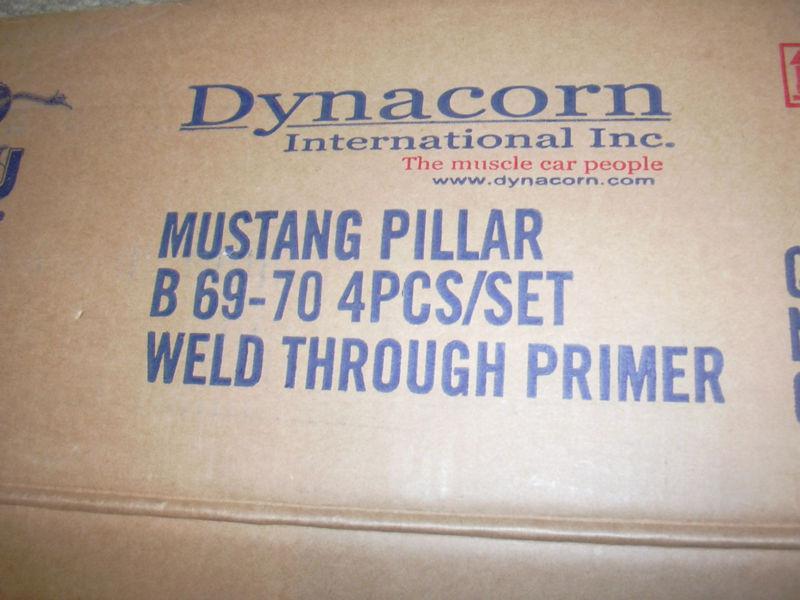 Dynacorn
International Inc.
The muscle car people
www.dynacorn.com
MUSTANG PILLAR
B 69-70 4PCS/SET
WELD THROUGH PRIMER